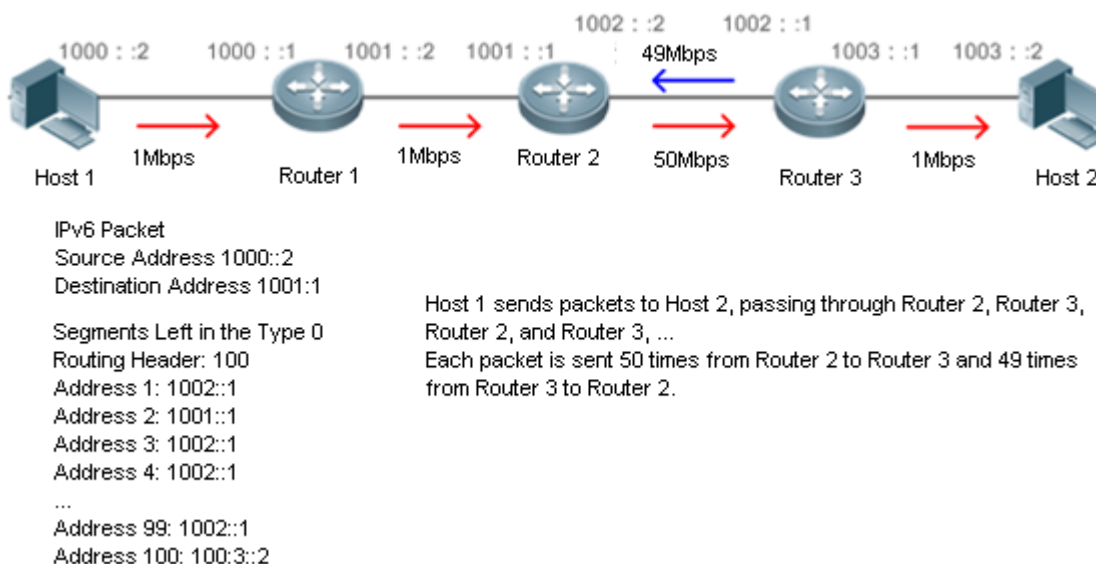 1002 : ::2
1002 : ::1
1000 : ::2
1000 : ::1
1001 : ::2
1001 : ::1
49Mbps
1003 : ::1
1003 : ::2
1Mbps
1Mbps
50Mbps
1Mbps
Host 1
Router 1
Router 2
Router 3
Host 2
IPv6 Packet
Source Address 1000::2
Destination Address 1001:1
Segments Left in the Type 0
Routing Header: 100
Address 1: 1002::1
Address 2: 1001::1
Address 3: 1002::1
Address 4: 1002::1
...
Address 99: 1002::1
Address 100: 100:3::2
Host 1 sends packets to Host 2, passing through Router 2, Router 3,
Router 2, and Router 3, ...
Each packet is sent 50 times from Router 2 to Router 3 and 49 times
from Router 3 to Router 2.